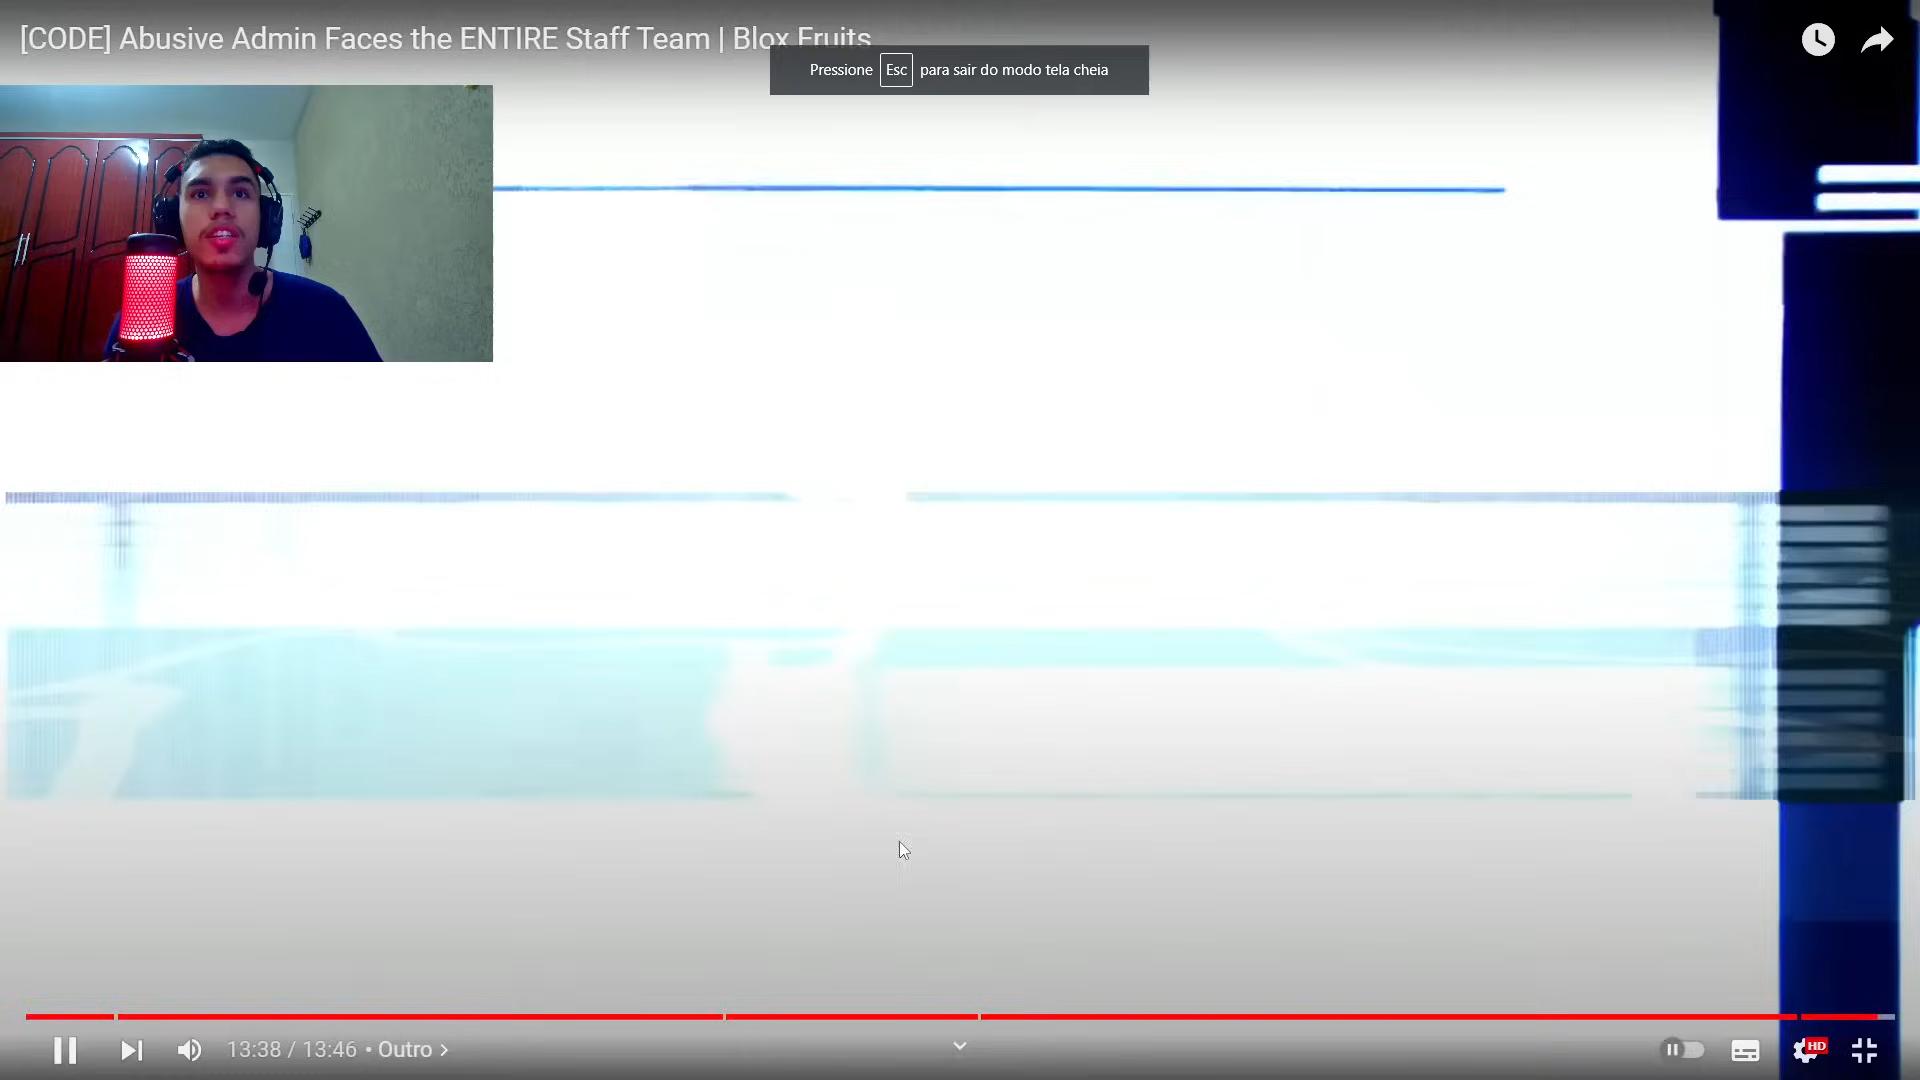 [CODE] Abusive Admin Faces the ENTIRE Staff Team | Blox Fruits
Pressione Esc para sair do modo tela cheia
13:38 / 13:46 • Outro >
HD